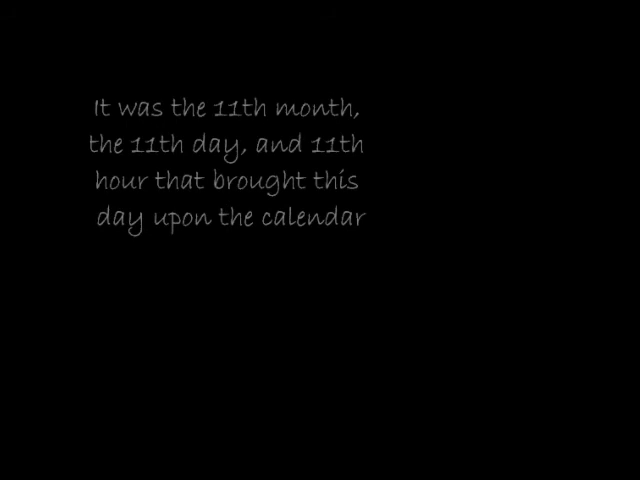 It was the 11th month,
the 11th day, and 11th
hour that brought this
day upon the calendar